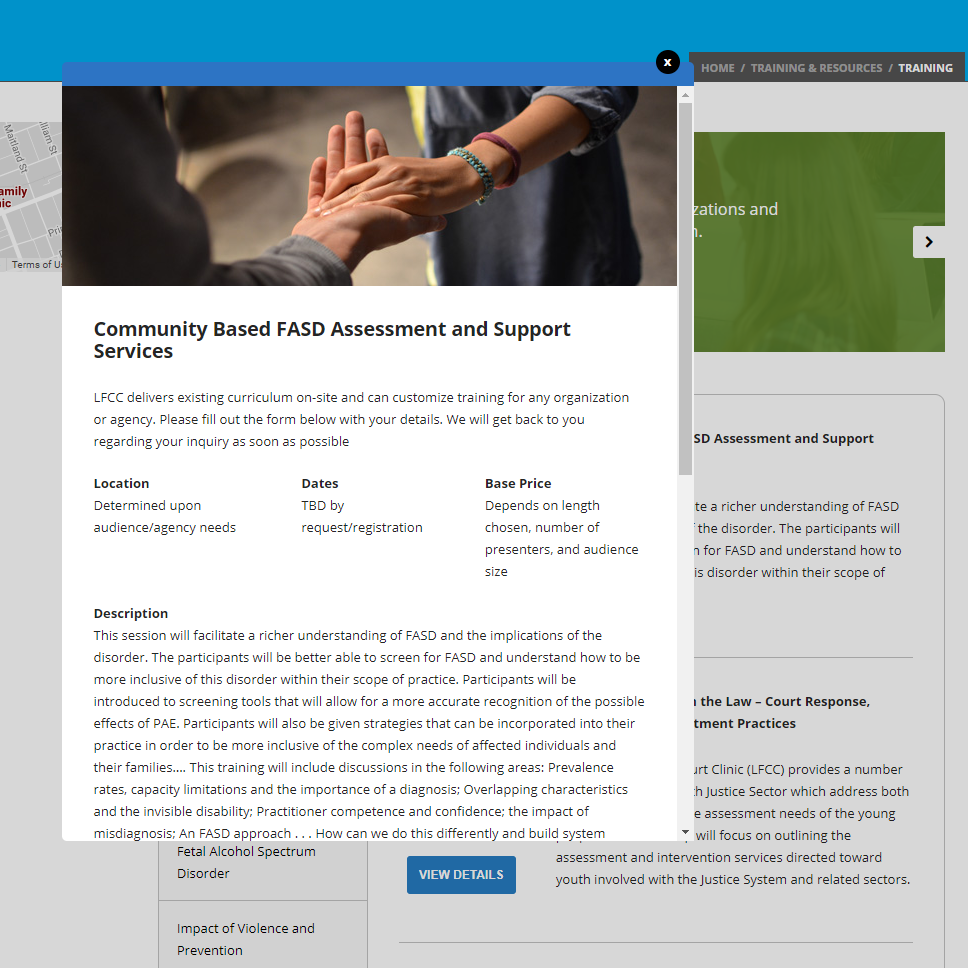 x
HOME / TRAINING & RESOURCES / TRAINING
Maitland St
William St
amily
nic
Terms of Us
zations and
n.
Community Based FASD Assessment and Support
Services
LFCC delivers existing curriculum on-site and can customize training for any organization
or agency. Please fill out the form below with your details. We will get back to you
regarding your inquiry as soon as possible
Location
Determined upon
audience/agency needs
Dates
TBD by
request/registration
Base Price
Depends on length
chosen, number of
presenters, and audience
size
Description
This session will facilitate a richer understanding of FASD and the implications of the
disorder. The participants will be better able to screen for FASD and understand how to be
more inclusive of this disorder within their scope of practice. Participants will be
introduced to screening tools that will allow for a more accurate recognition of the possible
effects of PAE. Participants will also be given strategies that can be incorporated into their
practice in order to be more inclusive of the complex needs of affected individuals and
their families.... This training will include discussions in the following areas: Prevalence
rates, capacity limitations and the importance of a diagnosis; Overlapping characteristics
and the invisible disability; Practitioner competence and confidence; the impact of
misdiagnosis; An FASD approach . . . How can we do this differently and build system
SD Assessment and Support
te a richer understanding of FASD
f the disorder. The participants will
n for FASD and understand how to
is disorder within their scope of
n the Law – Court Response,
tment Practices
urt Clinic (LFCC) provides a number
h Justice Sector which address both
e assessment needs of the young
will focus on outlining the
assessment and intervention services directed toward
youth involved with the Justice System and related sectors.
VIEW DETAILS
Fetal Alcohol Spectrum
Disorder
Impact of Violence and
Prevention